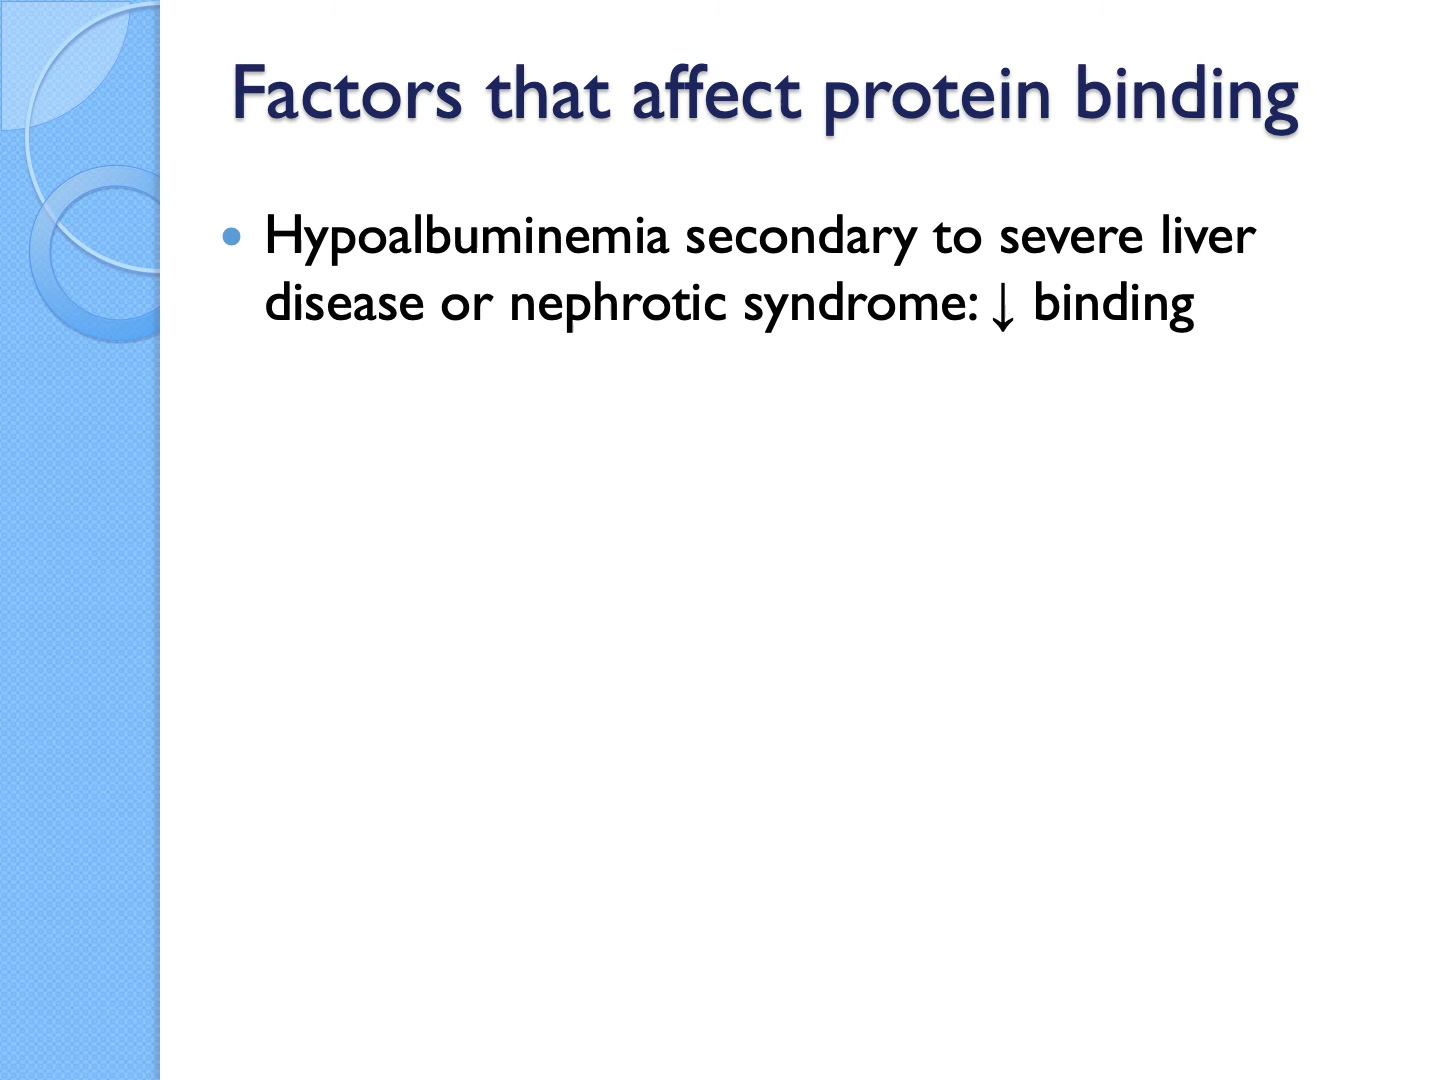 Factors that affect protein binding
• Hypoalbuminemia secondary to severe liver
disease or nephrotic syndrome: ↓ binding